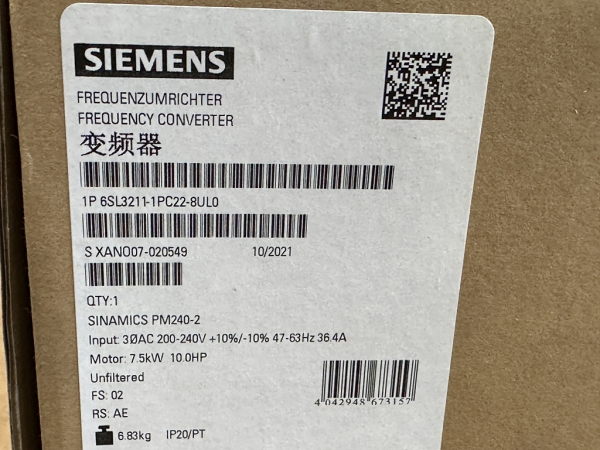 SIEMENS
FREQUENZUMRICHTER
FREQUENCY CONVERTER
变频器
1P 6SL3211-1PC22-8UL0
S XANO07-020549 10/2021
QTY:1
SINAMICS PM240-2
Input: 3ØAC 200-240V +10%/-10% 47-63Hz 36.4A
Motor: 7.5kW 10.0HP
Unfiltered
FS: 02
RS: AE
4 042948 673157
6.83kg IP20/PT